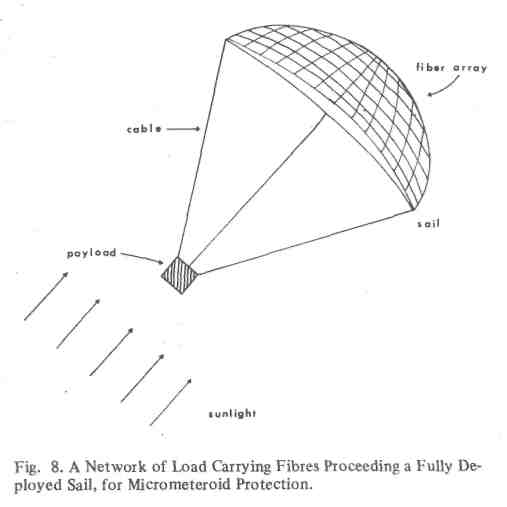 fiber array
cable
sail
payload
sunlight
Fig. 8. A Network of Load Carrying Fibres Proceeding a Fully De-
ployed Sail, for Micrometeroid Protection.